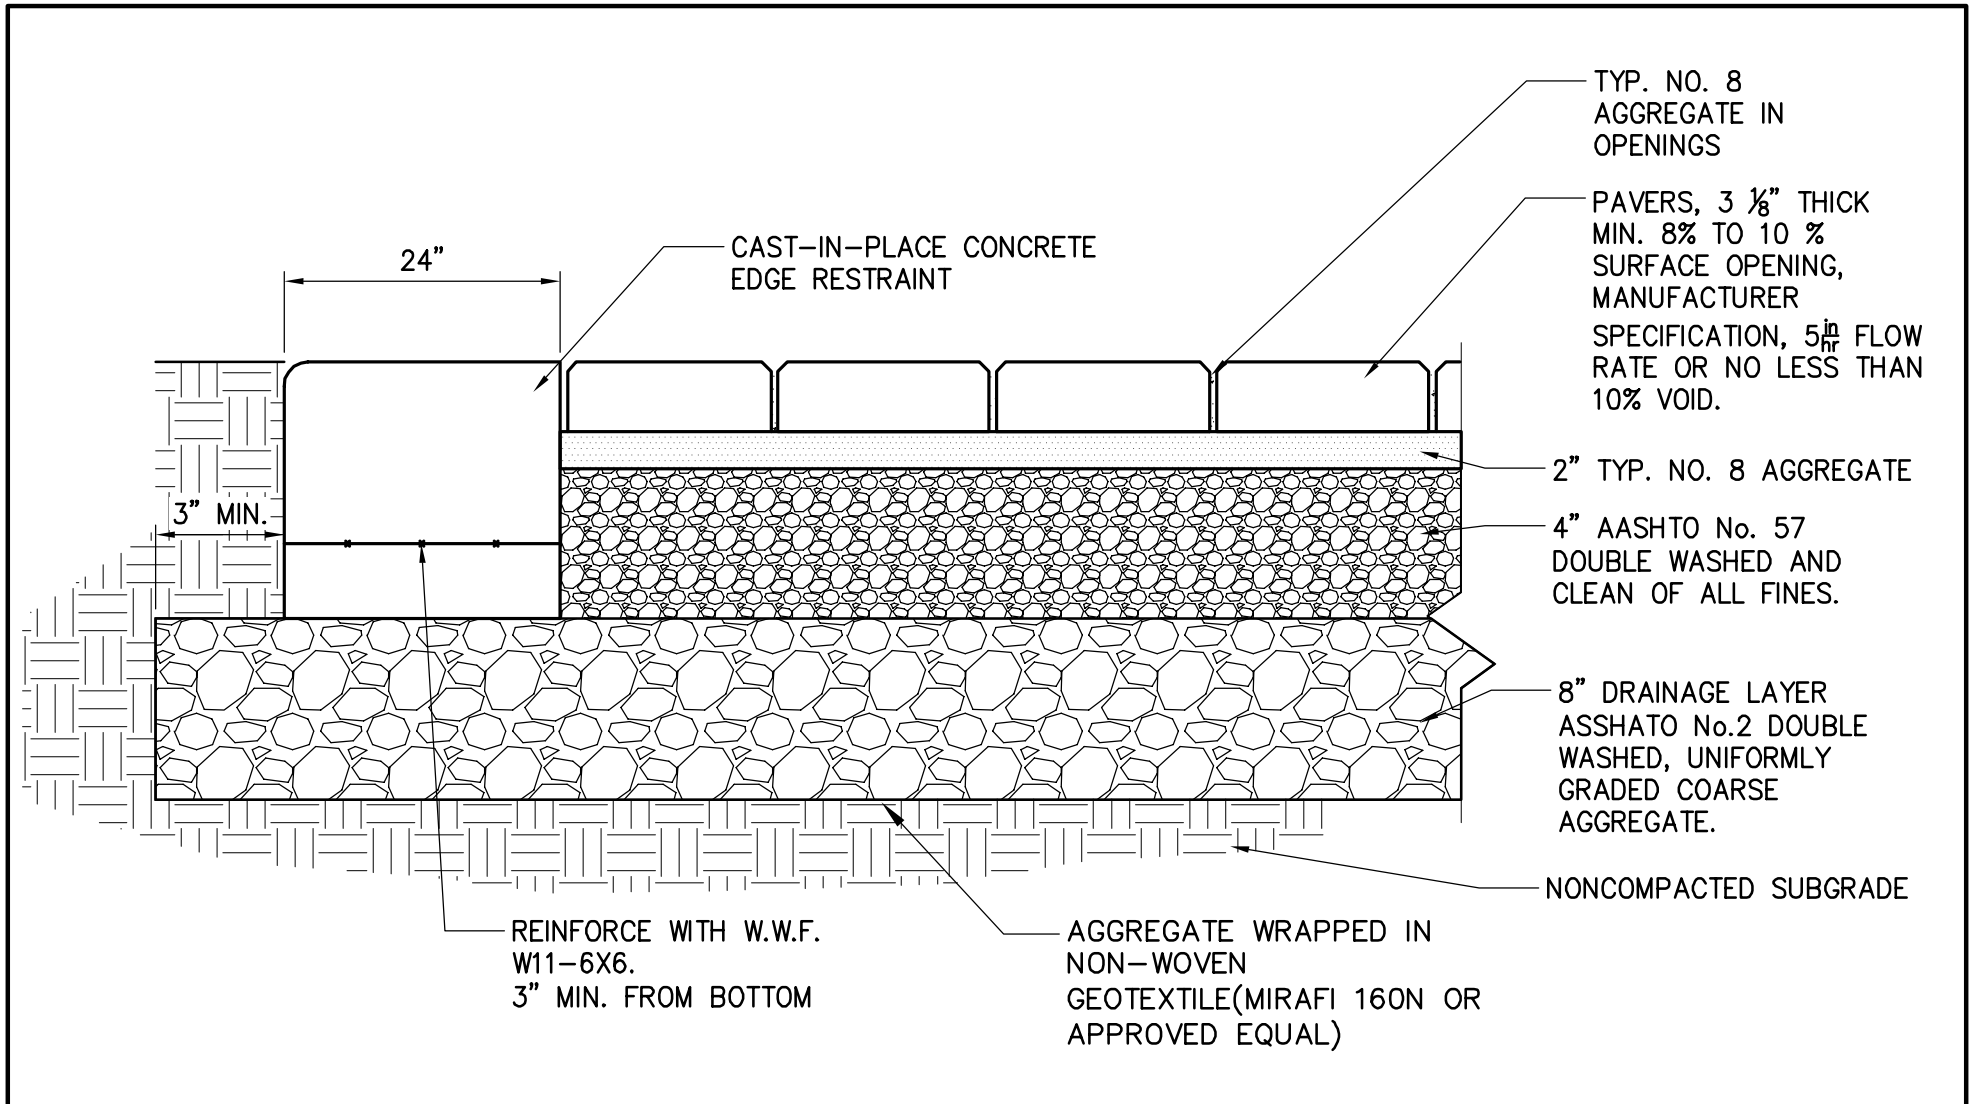 TYP. NO. 8
AGGREGATE IN
OPENINGS
PAVERS, 3 ⅛" THICK
MIN. 8% TO 10 %
SURFACE OPENING,
MANUFACTURER
SPECIFICATION, 5in/hr FLOW
RATE OR NO LESS THAN
10% VOID.
24"
CAST-IN-PLACE CONCRETE
EDGE RESTRAINT
2" TYP. NO. 8 AGGREGATE
3" MIN.
4" AASHTO No. 57
DOUBLE WASHED AND
CLEAN OF ALL FINES.
8" DRAINAGE LAYER
ASSHATO No.2 DOUBLE
WASHED, UNIFORMLY
GRADED COARSE
AGGREGATE.
NONCOMPACTED SUBGRADE
REINFORCE WITH W.W.F.
W11-6X6.
3" MIN. FROM BOTTOM
AGGREGATE WRAPPED IN
NON-WOVEN
GEOTEXTILE(MIRAFI 160N OR
APPROVED EQUAL)